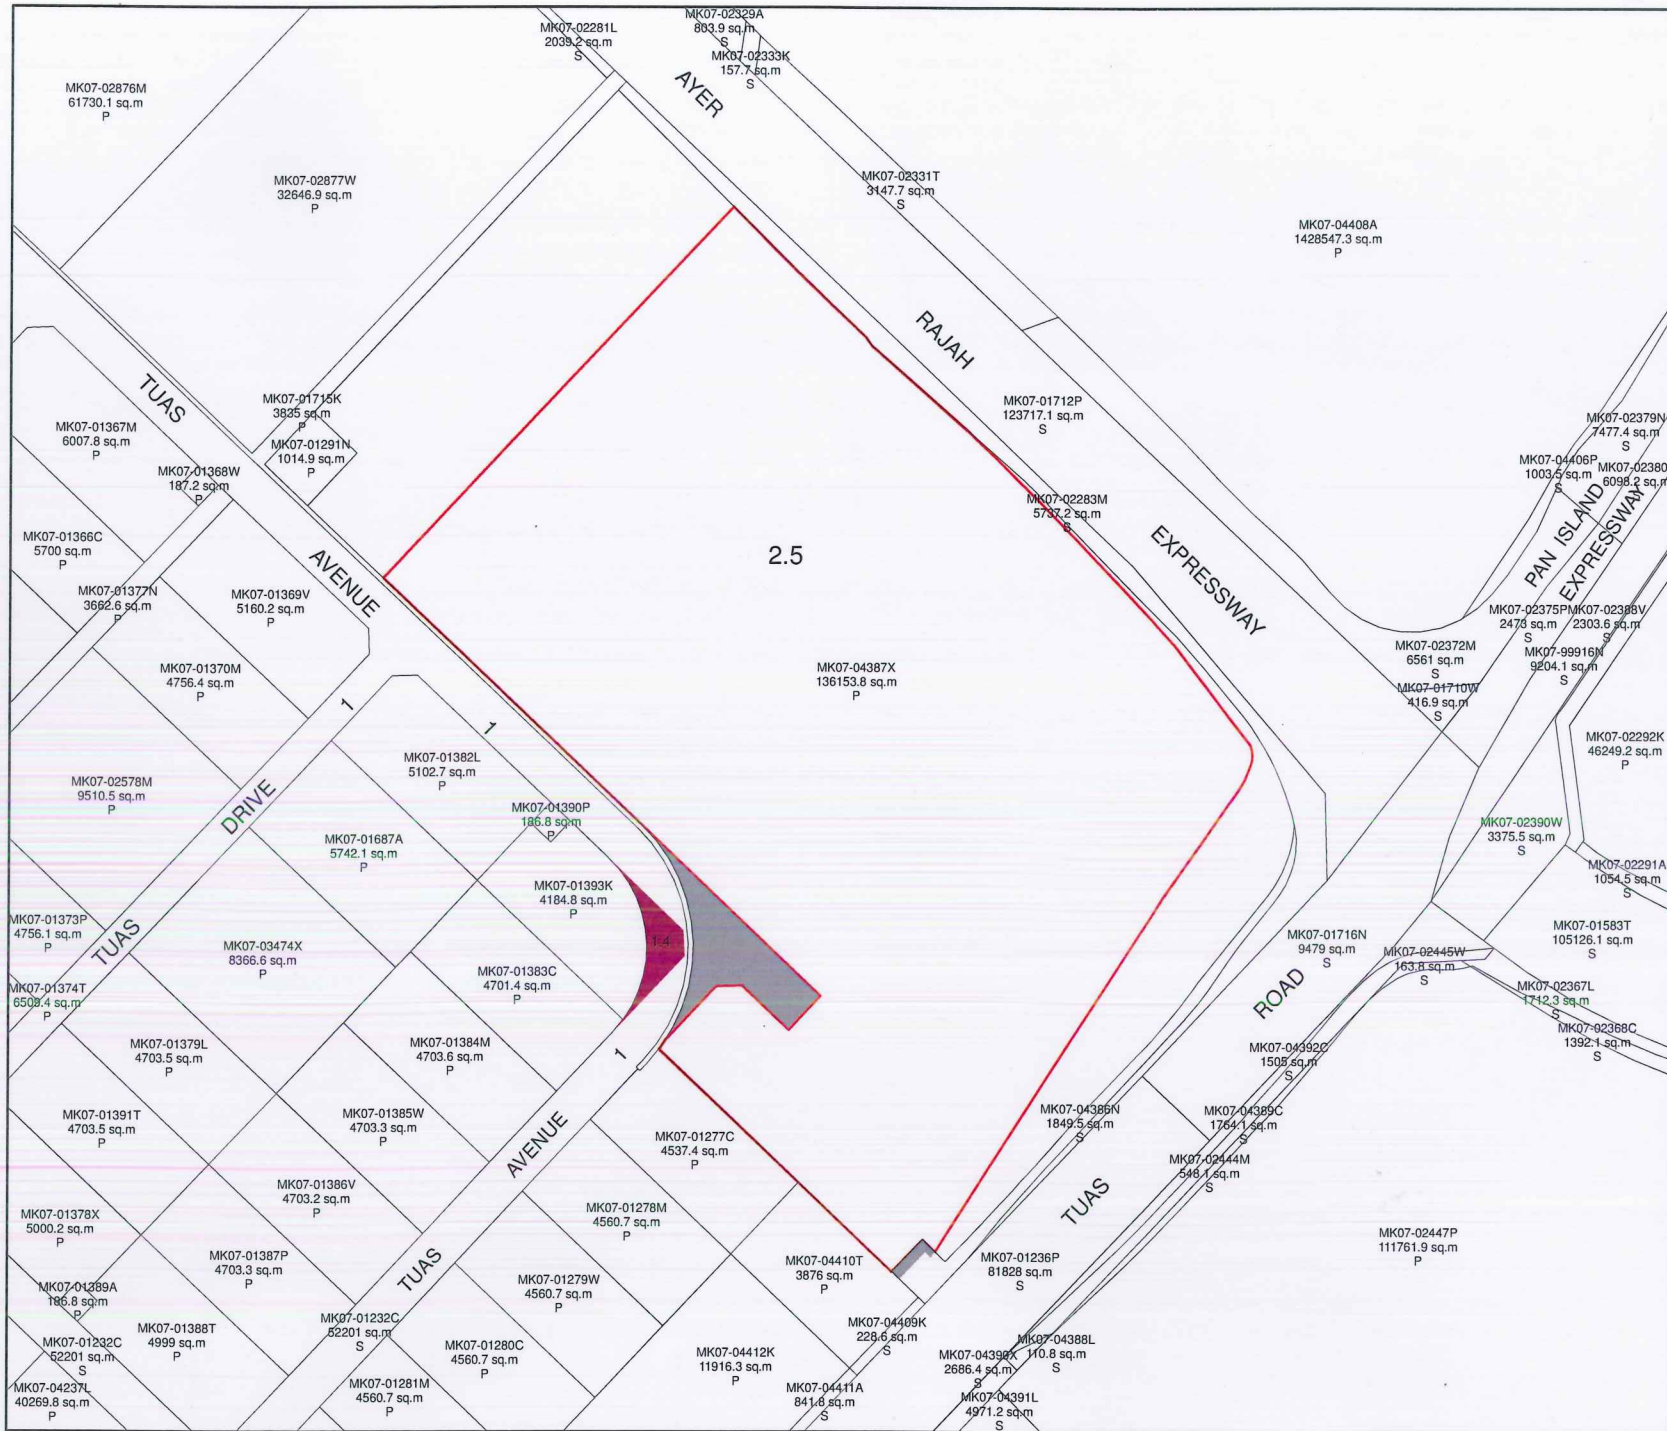 MK07-02329A
803.9 sq.m
S
MK07-02281L
2039.2 sq.m
S
MK07-02333K
157.7 sq.m
S
MK07-02876M
61730.1 sq.m
P
AYER
MK07-02877W
32646.9 sq.m
P
MK07-02331T
3147.7 sq.m
S
MK07-04408A
1428547.3 sq.m
P
RAJAH
TUAS
MK07-01715K
3835 sq.m
P
MK07-01712P
123717.1 sq.m
S
MK07-01367M
6007.8 sq.m
P
MK07-01291N
1014.9 sq.m
P
MK07-02379N
7477.4 sq.m
S
MK07-01368W
187.2 sq.m
P
MK07-04406P
1003.5 sq.m
S
MK07-02380
6098.2 sq.m
MK07-02283M
5737.2 sq.m
S
PAN ISLAND
EXPRESSWAY
MK07-01366C
5700 sq.m
P
2.5
EXPRESSWAY
AVENUE
MK07-01377N
3662.6 sq.m
P
MK07-01369V
5160.2 sq.m
P
MK07-02375P
2473 sq.m
S
MK07-02388V
2303.6 sq.m
S
MK07-02372M
6561 sq.m
S
MK07-99916N
9204.1 sq.m
S
MK07-01370M
4756.4 sq.m
P
MK07-04387X
136153.8 sq.m
P
MK07-01710W
416.9 sq.m
S
1
1
MK07-02292K
46249.2 sq.m
P
MK07-01382L
5102.7 sq.m
P
MK07-02578M
9510.5 sq.m
P
DRIVE
MK07-01390P
186.8 sq.m
P
MK07-02390W
3375.5 sq.m
S
MK07-01687A
5742.1 sq.m
P
MK07-02291A
1054.5 sq.m
S
MK07-01393K
4184.8 sq.m
P
MK07-01373P
4756.1 sq.m
P
TUAS
MK07-03474X
8366.6 sq.m
P
1.4
MK07-01716N
9479 sq.m
S
MK07-01583T
105126.1 sq.m
S
MK07-02445W
163.8 sq.m
S
MK07-01383C
4701.4 sq.m
P
MK07-01374T
6509.4 sq.m
P
ROAD
MK07-02367L
1712.3 sq.m
S
MK07-02368C
1392.1 sq.m
S
MK07-01379L
4703.5 sq.m
P
MK07-01384M
4703.6 sq.m
P
1
MK07-04392C
1505 sq.m
S
MK07-01391T
4703.5 sq.m
P
MK07-01385W
4703.3 sq.m
P
AVENUE
MK07-01277C
4537.4 sq.m
P
MK07-04386N
1849.5 sq.m
S
MK07-04389C
1764.1 sq.m
S
MK07-02444M
548.1 sq.m
S
MK07-01386V
4703.2 sq.m
P
TUAS
MK07-01378X
5000.2 sq.m
P
MK07-01278M
4560.7 sq.m
P
MK07-02447P
111761.9 sq.m
P
MK07-01387P
4703.3 sq.m
P
TUAS
MK07-04410T
3876 sq.m
P
MK07-01236P
81828 sq.m
S
MK07-01279W
4560.7 sq.m
P
MK07-01389A
186.8 sq.m
P
MK07-01388T
4999 sq.m
P
MK07-01232C
52201 sq.m
S
MK07-04409K
228.6 sq.m
S
MK07-01232C
52201 sq.m
S
MK07-01280C
4560.7 sq.m
P
MK07-04412K
11916.3 sq.m
P
MK07-04390X
2686.4 sq.m
S
MK07-04388L
110.8 sq.m
S
MK07-04237L
40269.8 sq.m
P
MK07-01281M
4560.7 sq.m
P
MK07-04411A
841.8 sq.m
S
MK07-04391L
4971.2 sq.m
S